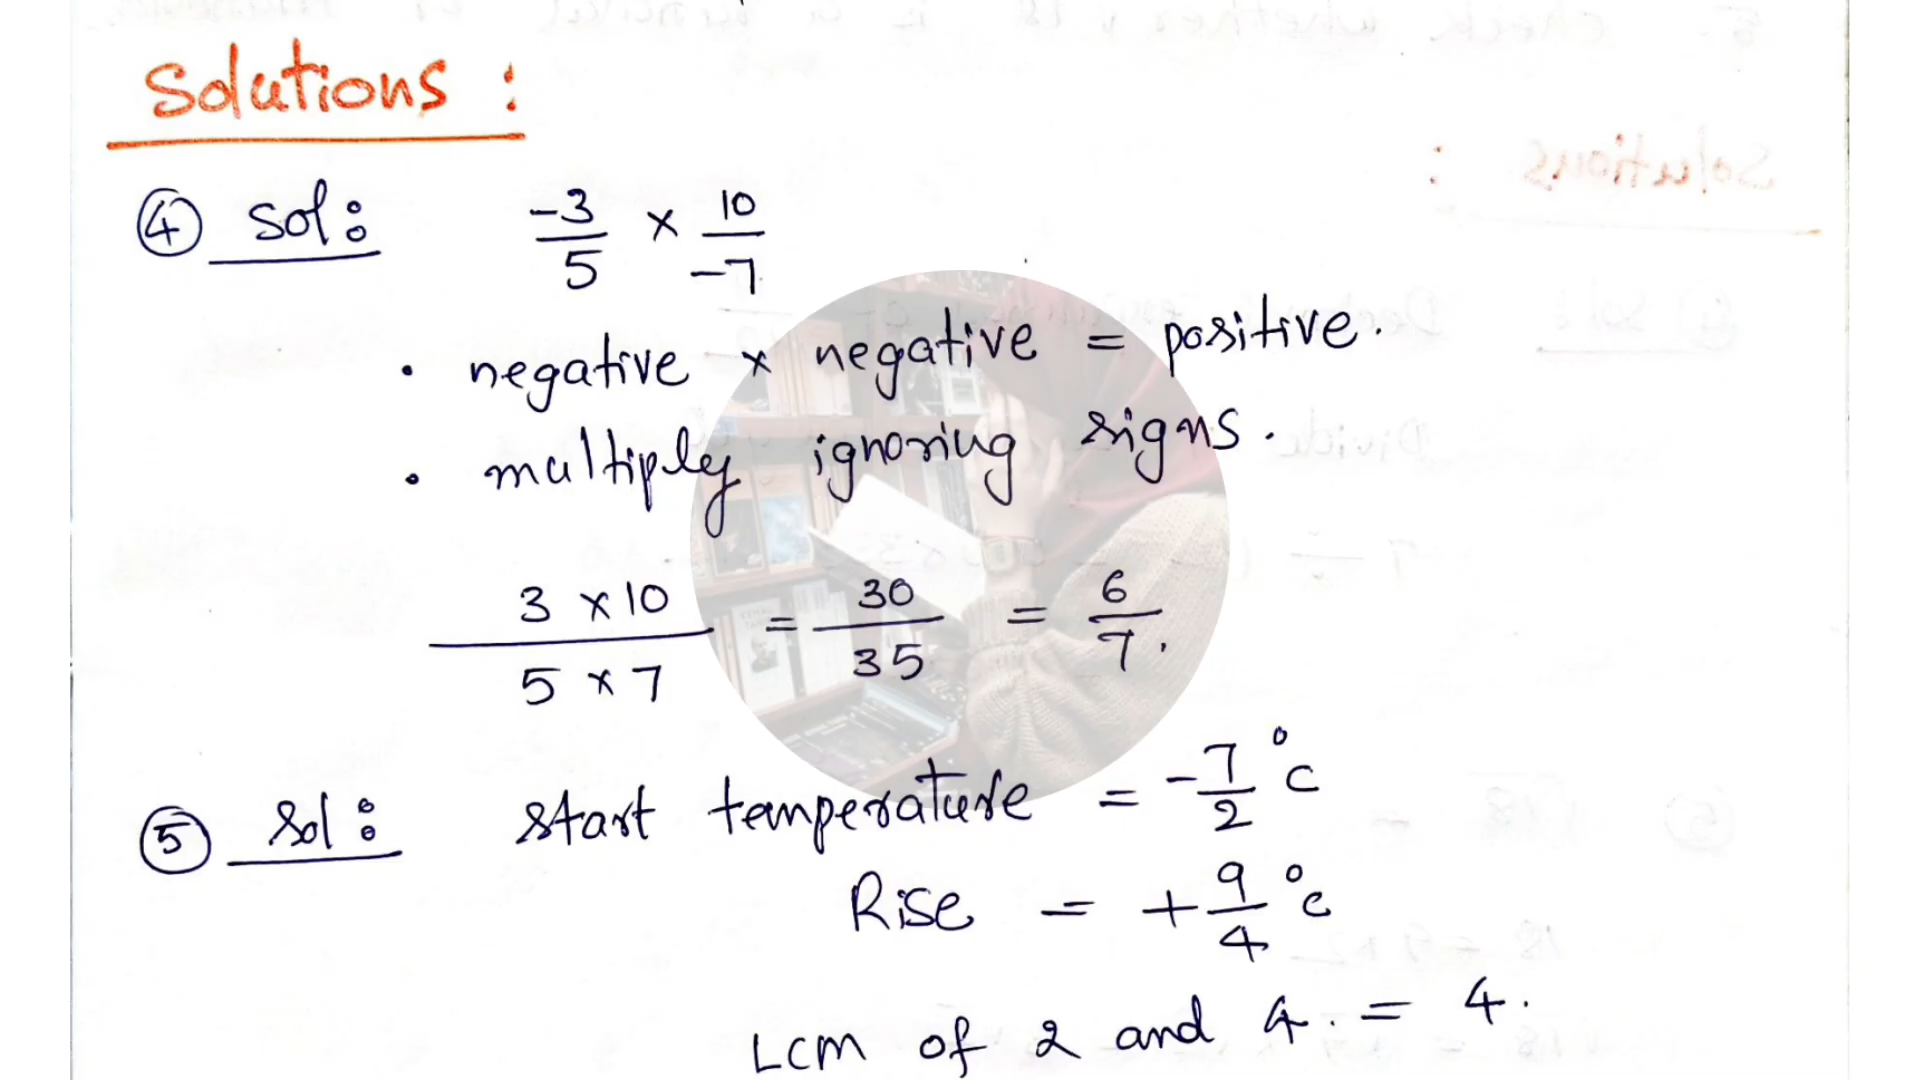 Solutions :
④ Sol: -3/5 × 10/-7
• negative × negative = positive.
• multiply ignoring signs.
3 × 10 / 5 × 7 = 30/35 = 6/7.
⑤ Sol: start temperature = -7/2 °C
Rise = +9/4 °C
LCM of 2 and 4. = 4.